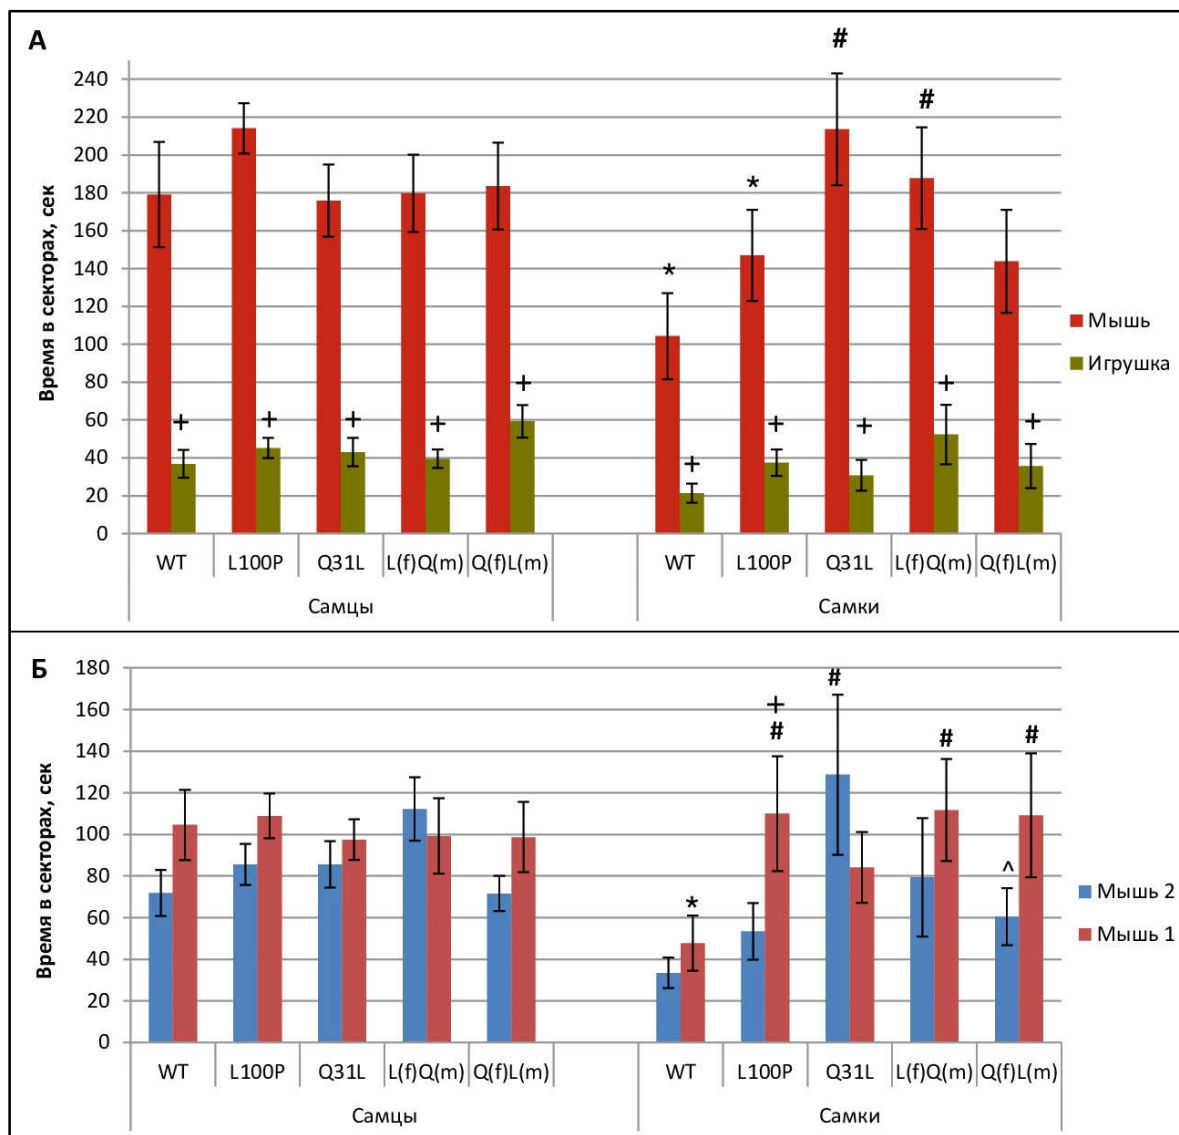 А
#
#
*
*
240
220
200
180
160
140
120
100
80
60
40
20
0
Время в секторах, сек
+ + + + + + + + + +
Мышь
Игрушка
WT L100P Q31L L(f)Q(m) Q(f)L(m) WT L100P Q31L L(f)Q(m) Q(f)L(m)
Самцы Самки
Б
180
160
140
120
100
80
60
40
20
0
Время в секторах, сек
#
+
# # #
^
*
Мышь 2
Мышь 1
WT L100P Q31L L(f)Q(m) Q(f)L(m) WT L100P Q31L L(f)Q(m) Q(f)L(m)
Самцы Самки